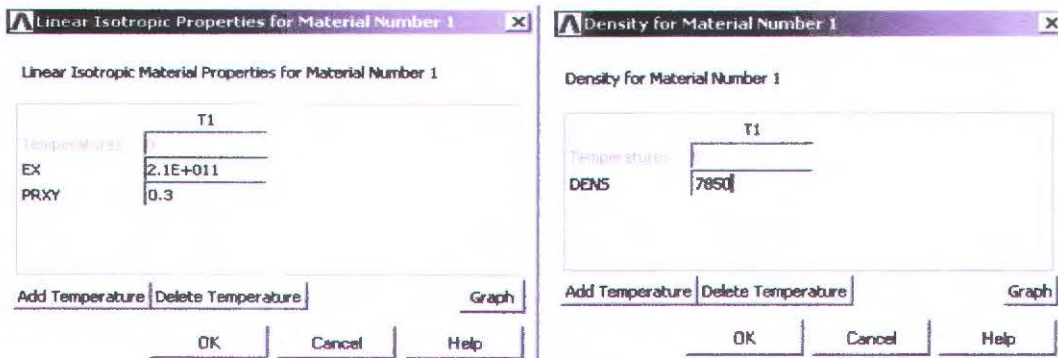 Linear Isotropic Properties for Material Number 1
Linear Isotropic Material Properties for Material Number 1
T1
Temperatures
EX 2.1E+011
PRXY 0.3
Add Temperature Delete Temperature Graph
OK Cancel Help
Density for Material Number 1
Density for Material Number 1
T1
Temperatures
DENS 7850
Add Temperature Delete Temperature Graph
OK Cancel Help